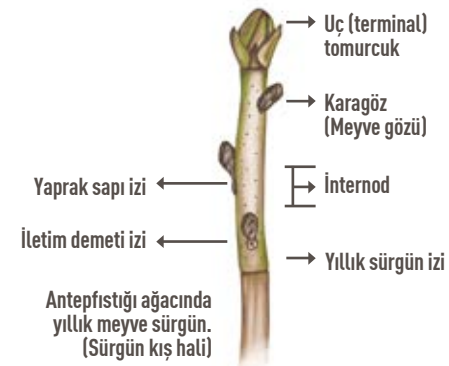 Uç (terminal)
tomurcuk
Karagöz
(Meyve gözü)
Yaprak sapı izi
İnternod
İletim demeti izi
Yıllık sürgün izi
Antepfıstığı ağacında
yıllık meyve sürgün.
(Sürgün kış hali)